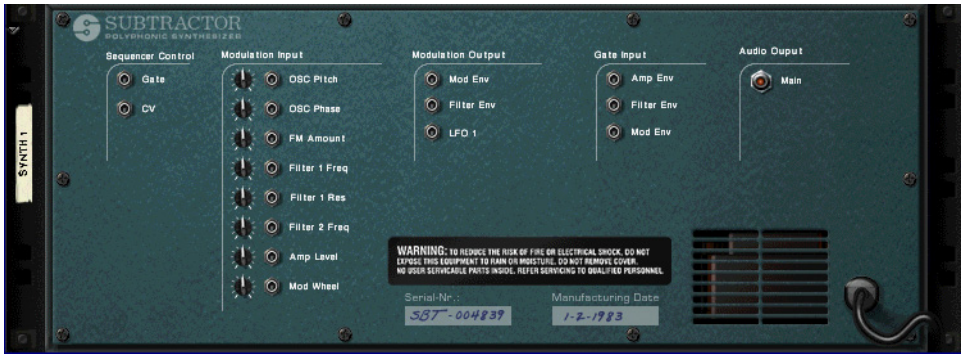 SUBTRACTOR
POLYPHONIC SYNTHESIZER
SYNTH 1
Sequencer Control
Gate
CV
Modulation Input
OSC Pitch
OSC Phase
FM Amount
Filter 1 Freq
Filter 1 Res
Filter 2 Freq
Amp Level
Mod Wheel
Modulation Output
Mod Env
Filter Env
LFO 1
Gate Input
Amp Env
Filter Env
Mod Env
Audio Ouput
Main
WARNING: TO REDUCE THE RISK OF FIRE OR ELECTRICAL SHOCK, DO NOT
EXPOSE THIS EQUIPMENT TO RAIN OR MOISTURE. DO NOT REMOVE COVER.
NO USER SERVICABLE PARTS INSIDE. REFER SERVICING TO QUALIFIED PERSONNEL.
Serial-Nr.:
SBT-004839
Manufacturing Date
1-2-1983